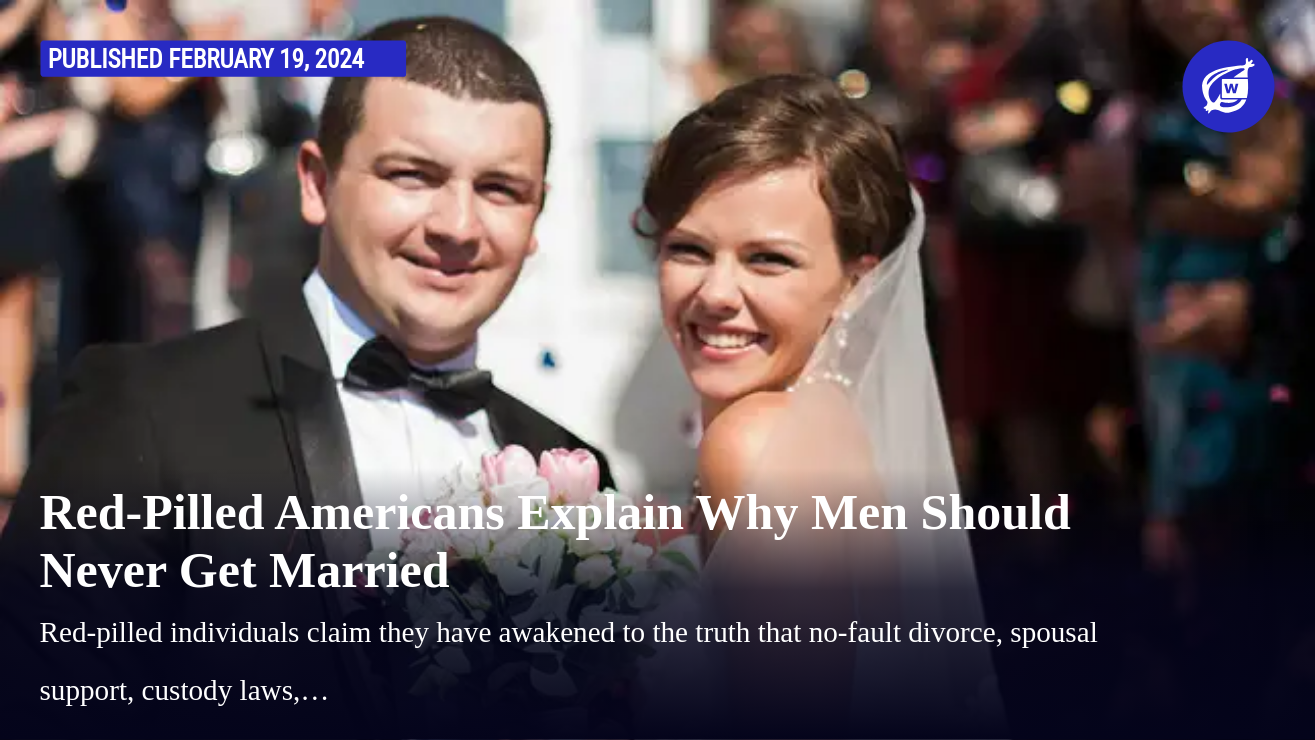 PUBLISHED FEBRUARY 19, 2024
W
Red-Pilled Americans Explain Why Men Should
Never Get Married
Red-pilled individuals claim they have awakened to the truth that no-fault divorce, spousal
support, custody laws,…